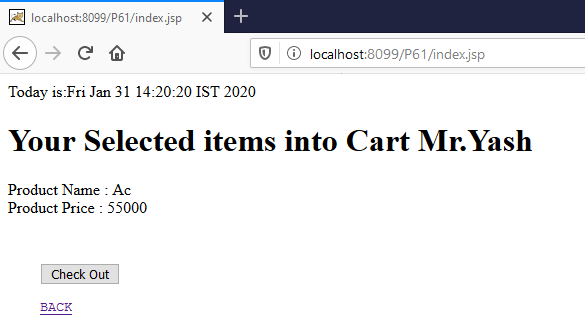 localhost:8099/P61/index.jsp
localhost:8099/P61/index.jsp
Today is:Fri Jan 31 14:20:20 IST 2020
Your Selected items into Cart Mr.Yash
Product Name : Ac
Product Price : 55000
Check Out
BACK